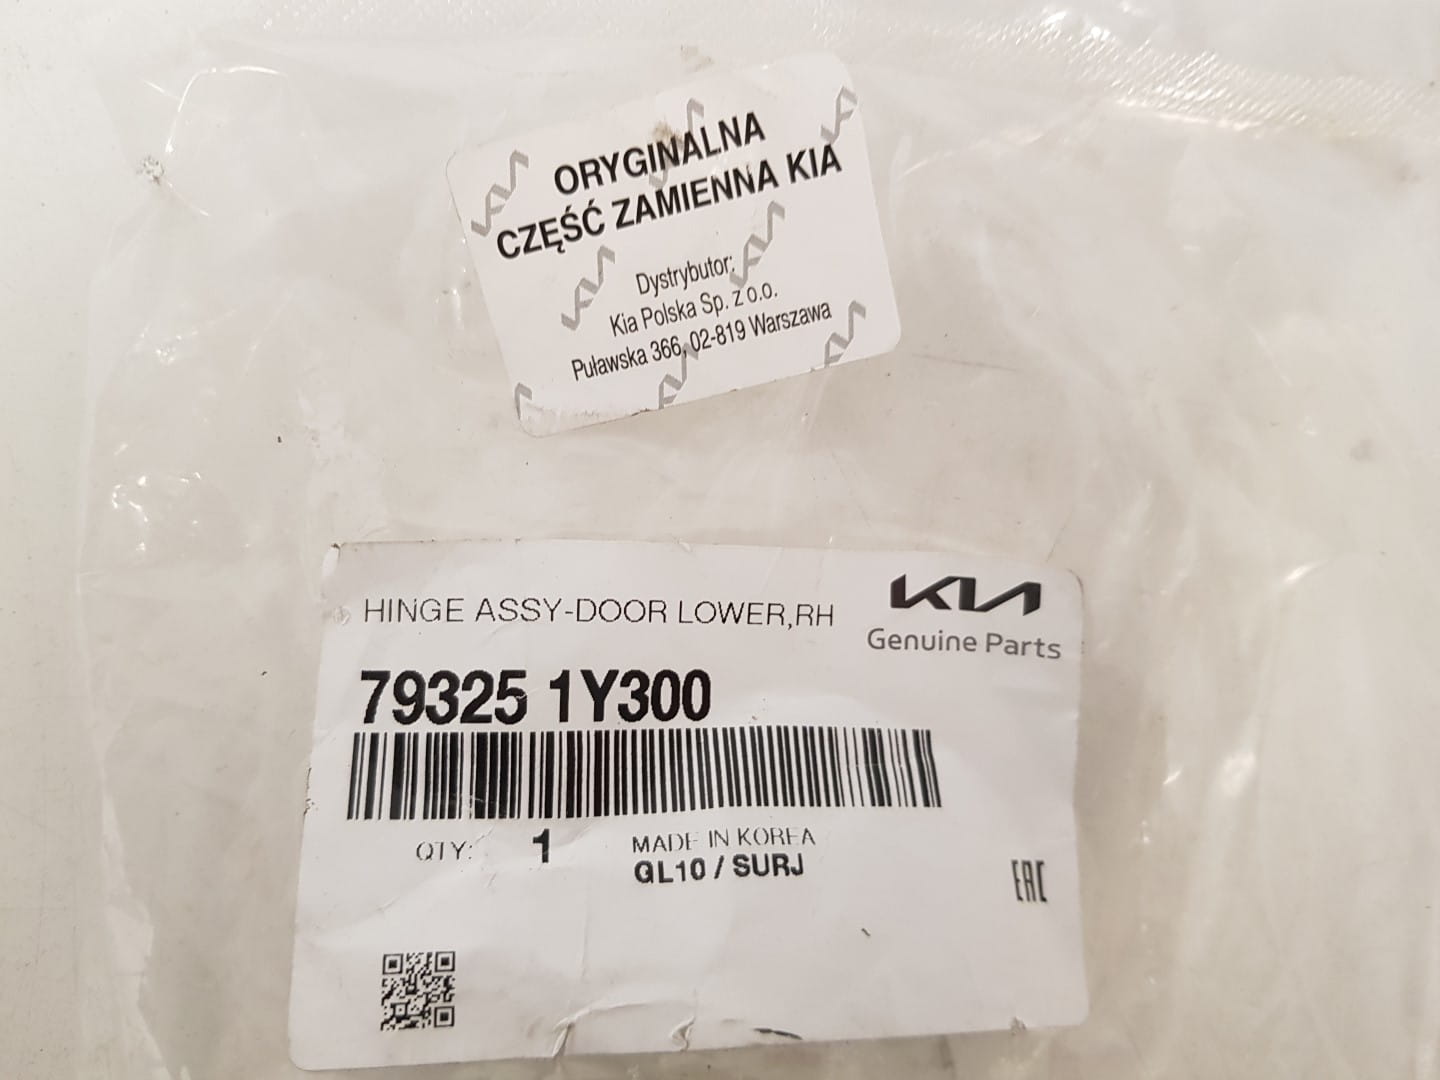 ORYGINALNA
CZĘŚĆ ZAMIENNA KIA
Dystrybutor:
Kia Polska Sp. z o.o.
Puławska 366, 02-819 Warszawa
HINGE ASSY-DOOR LOWER,RH
KIA
Genuine Parts
79325 1Y300
QTY: 1
MADE IN KOREA
GL10 / SURJ
EAC